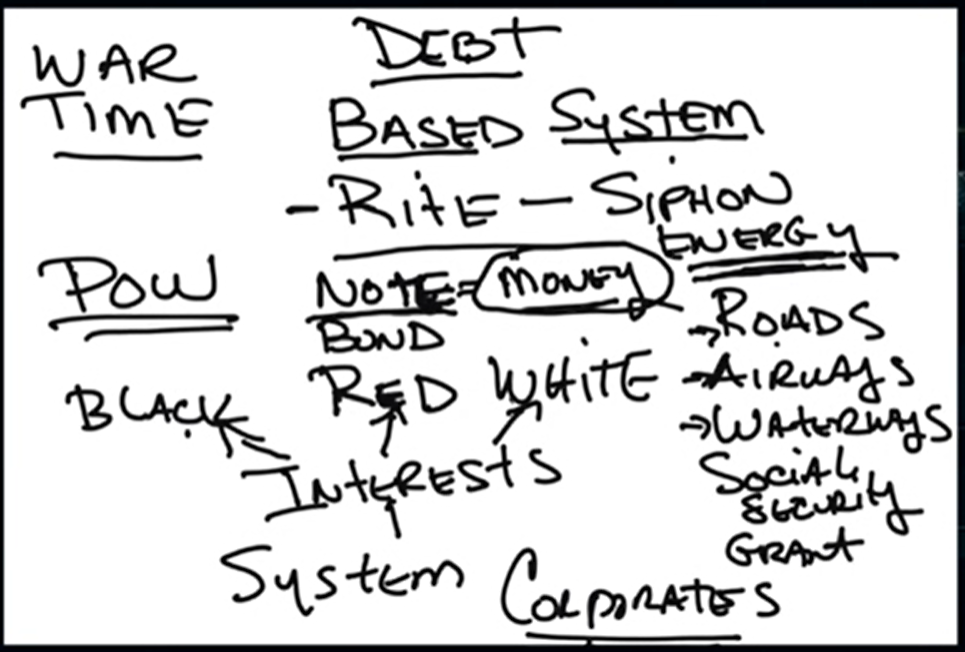 WAR
TIME
DEBT
BASED SYSTEM
- RITE - SIPHON
ENERGY
POW
NOTE = MONEY
BOND
→ ROADS
→ AIRWAYS
→ WATERWAYS
SOCIAL
SECURITY
GRANT
BLACK
RED WHITE
INTERESTS
SYSTEM CORPORATES